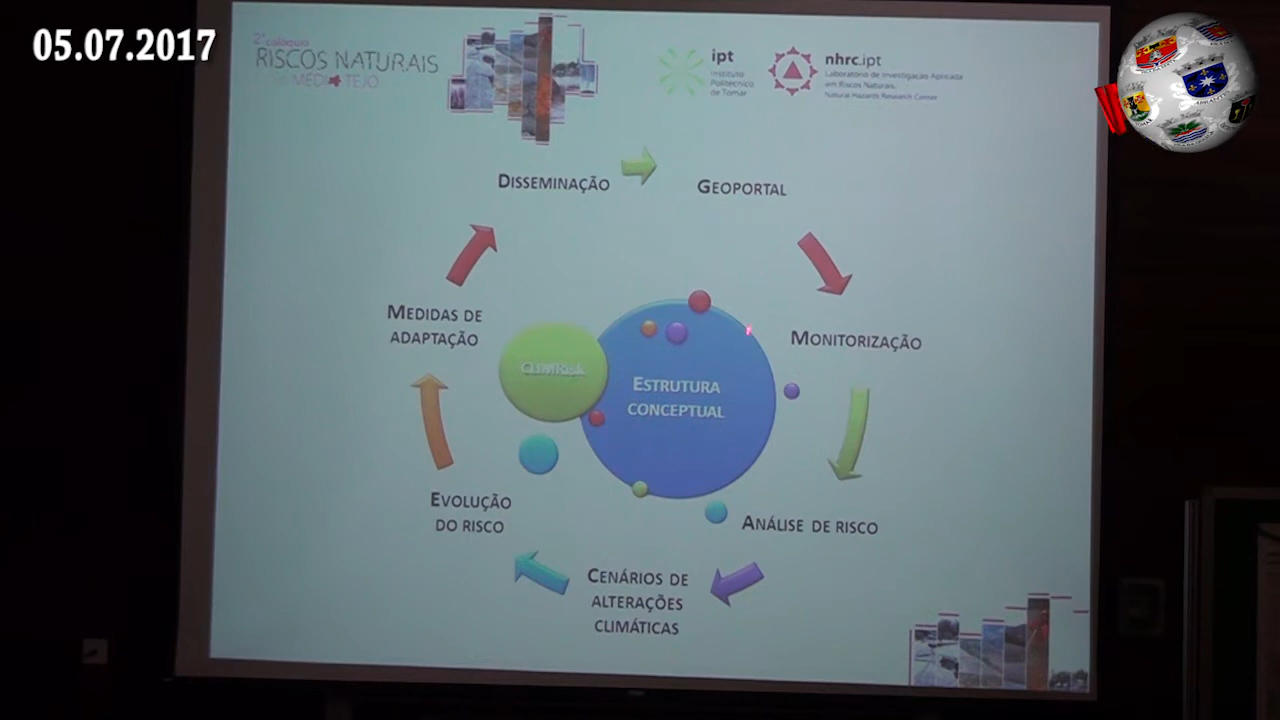 05.07.2017
2º colóquio
RISCOS NATURAIS
MÉDIO TEJO
ipt
Instituto
Politécnico
de Tomar
nhrc.ipt
Laboratório de Investigação Aplicada
em Riscos Naturais
Natural Hazards Research Center
DISSEMINAÇÃO
GEOPORTAL
MEDIDAS DE
ADAPTAÇÃO
MONITORIZAÇÃO
CLIMRisk
ESTRUTURA
CONCEPTUAL
EVOLUÇÃO
DO RISCO
ANÁLISE DE RISCO
CENÁRIOS DE
ALTERAÇÕES
CLIMÁTICAS
ABRANTES